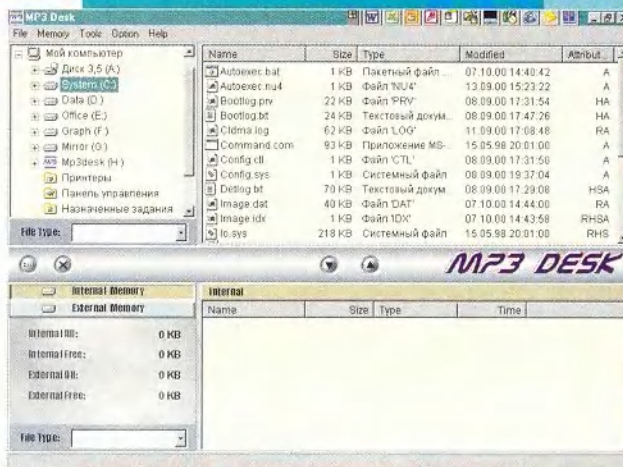 MP3 Desk
File Memory Tools Option Help
Мой компьютер
Диск 3,5 (A:)
System (C:)
Data (D:)
Office (E:)
Graph (F:)
Mirror (G:)
Mp3desk (H:)
Принтеры
Панель управления
Назначенные задания
File Type:
Name Size Type Modified Attribut...
Autoexec.bat 1 KB Пакетный файл ... 07.10.00 14:40:42 A
Autoexec.nu4 1 KB Файл 'NU4' 13.09.00 15:23:22 A
Bootlog.prv 22 KB Файл 'PRV' 08.09.00 17:31:54 HA
Bootlog.txt 24 KB Текстовый докум... 08.09.00 17:47:26 HA
Cldma.log 62 KB Файл 'LOG' 11.09.00 17:08:48 RA
Command.com 93 KB Приложение MS-... 15.05.98 20:01:00 A
Config.ctl 1 KB Файл 'CTL' 08.09.00 17:31:50 A
Config.sys 1 KB Системный файл 08.09.00 19:37:04 A
Detlog.txt 70 KB Текстовый докум... 08.09.00 17:29:08 HSA
Image.dat 40 KB Файл 'DAT' 07.10.00 14:44:00 RA
Image.idx 1 KB Файл 'IDX' 07.10.00 14:43:58 RHSA
Io.sys 218 KB Системный файл 15.05.98 20:01:00 RHS
MP3 DESK
Internal Memory
External Memory
Internal All: 0 KB
Internal Free: 0 KB
External All: 0 KB
External Free: 0 KB
File Type:
Internal
Name Size Type Time